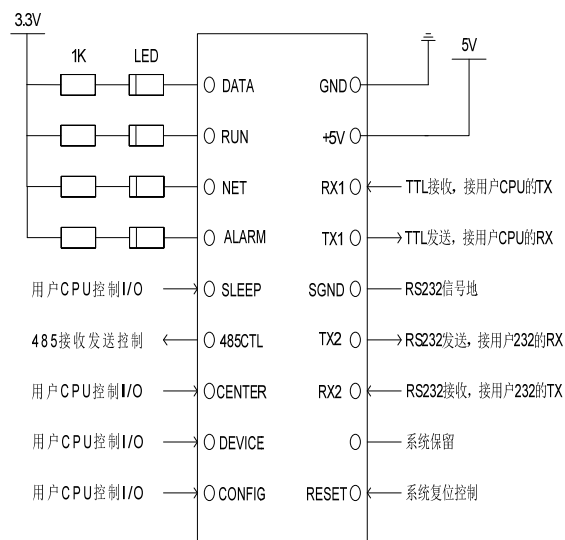 3.3V
1K LED 5V
DATA GND
RUN +5V
NET RX1 TTL接收，接用户CPU的TX
ALARM TX1 TTL发送，接用户CPU的RX
用户CPU控制I/O SLEEP SGND RS232信号地
485接收发送控制 485CTL TX2 RS232发送，接用户232的RX
用户CPU控制I/O CENTER RX2 RS232接收，接用户232的TX
用户CPU控制I/O DEVICE 系统保留
用户CPU控制I/O CONFIG RESET 系统复位控制